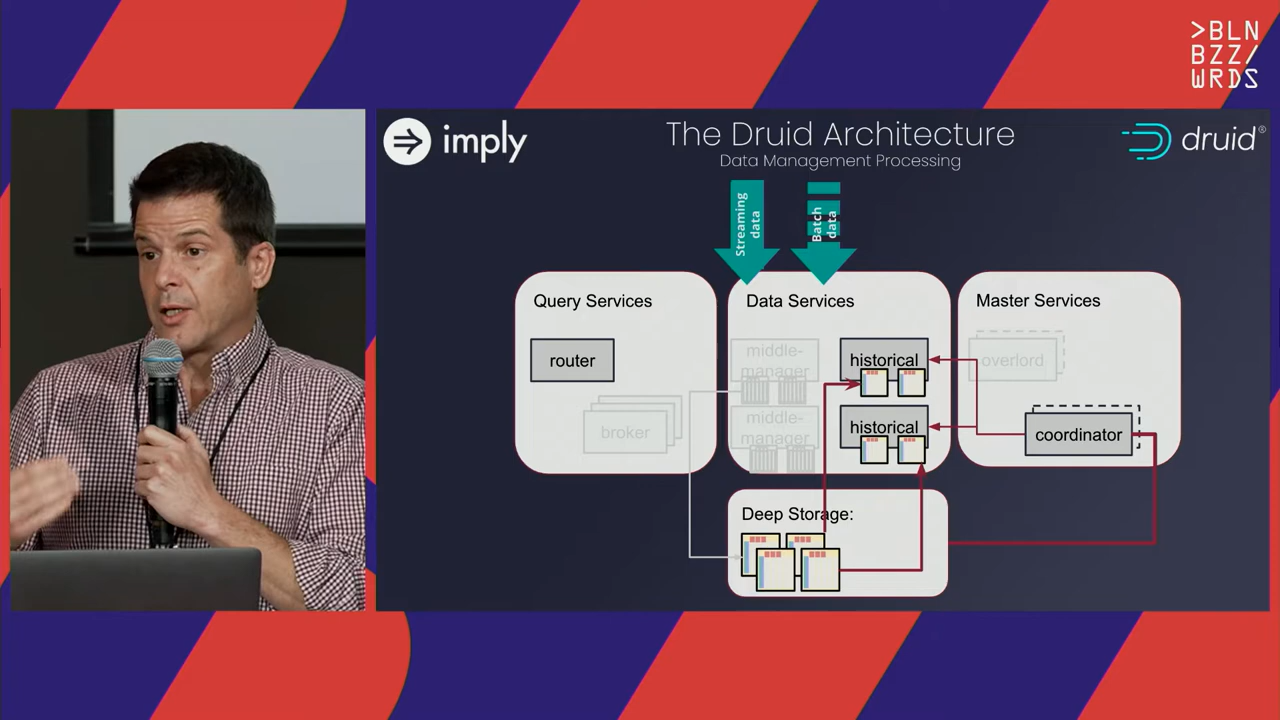 >BLN
BZZ/
WRDS
imply
The Druid Architecture
Data Management Processing
druid®
Streaming
data
Batch
data
Query Services
Data Services
Master Services
router
broker
middle-
manager
middle-
manager
historical
historical
overlord
coordinator
Deep Storage: